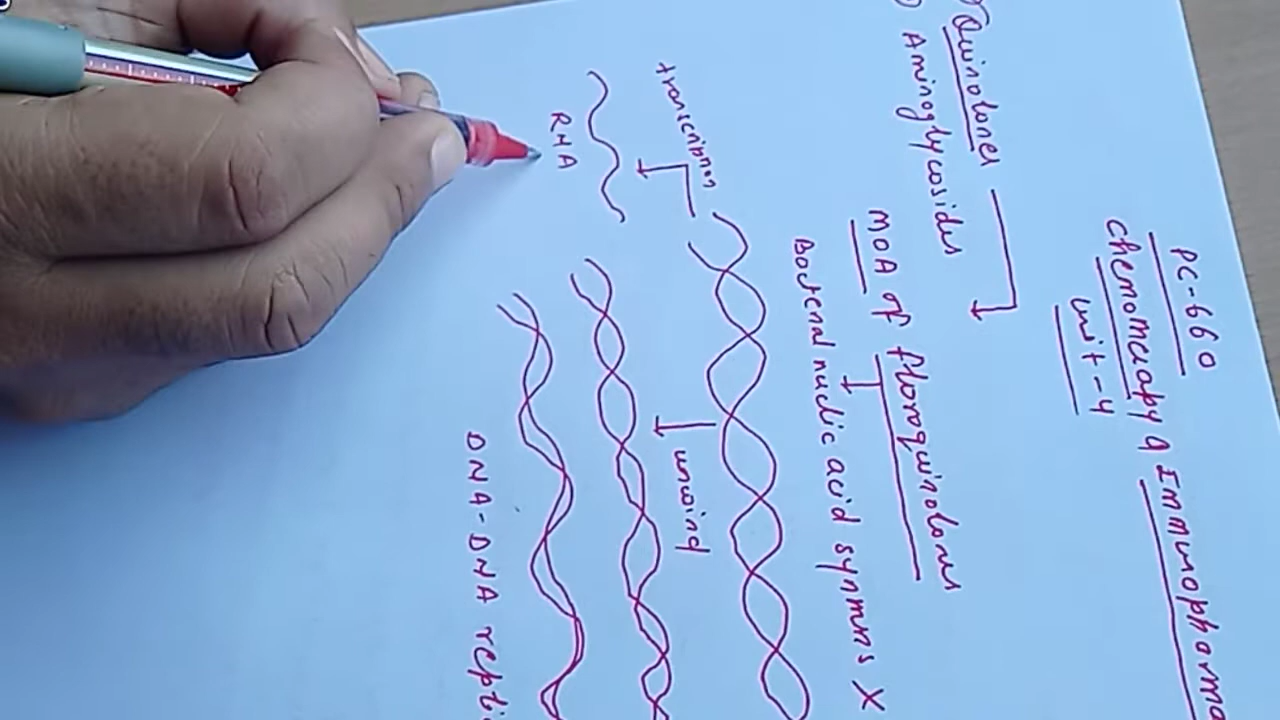 PC-660
Chemotherapy & Immunopharma
unit-4
Quinolones
Aminoglycosides
MOA of floroquinolones
Bacterial nucleic acid synthesis X
transcription
unwind
RNA
DNA-DNA repli